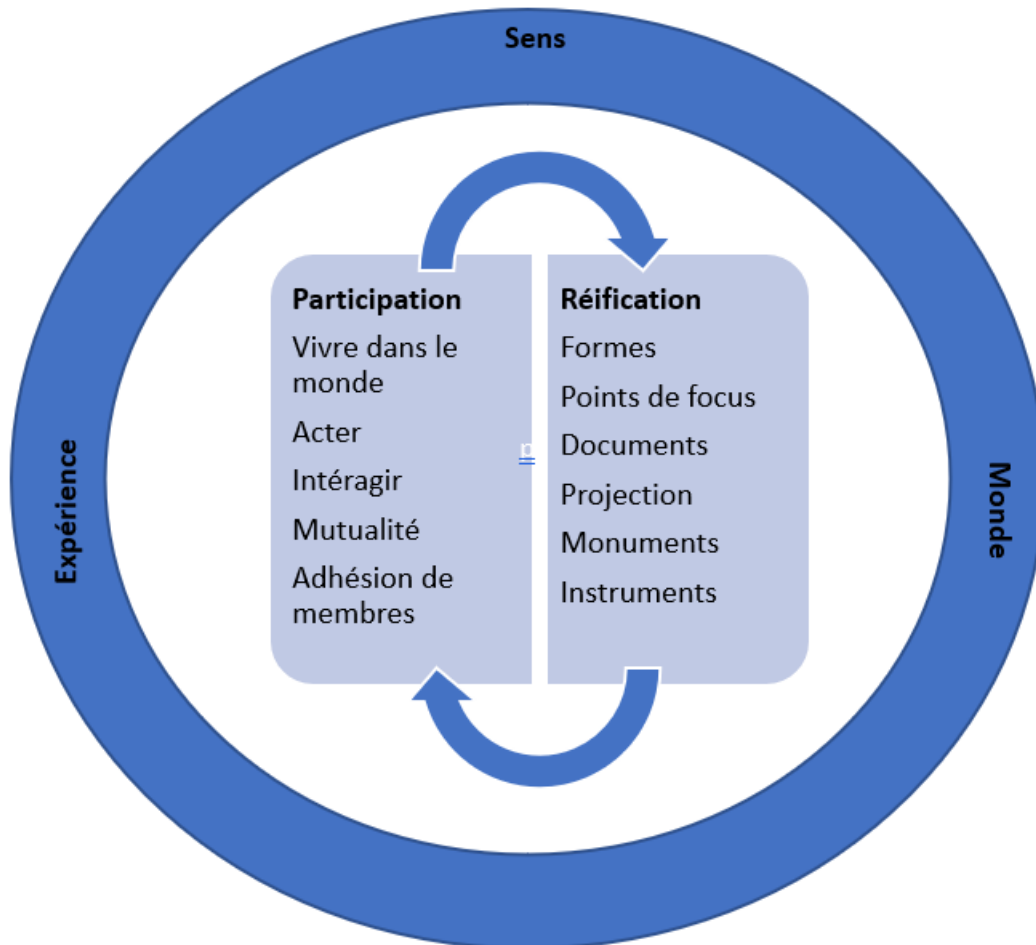 Sens
Participation
Vivre dans le
monde
Acter
Intéragir
Mutualité
Adhésion de
membres
Réification
Formes
Points de focus
Documents
Projection
Monuments
Instruments
Expérience
Monde